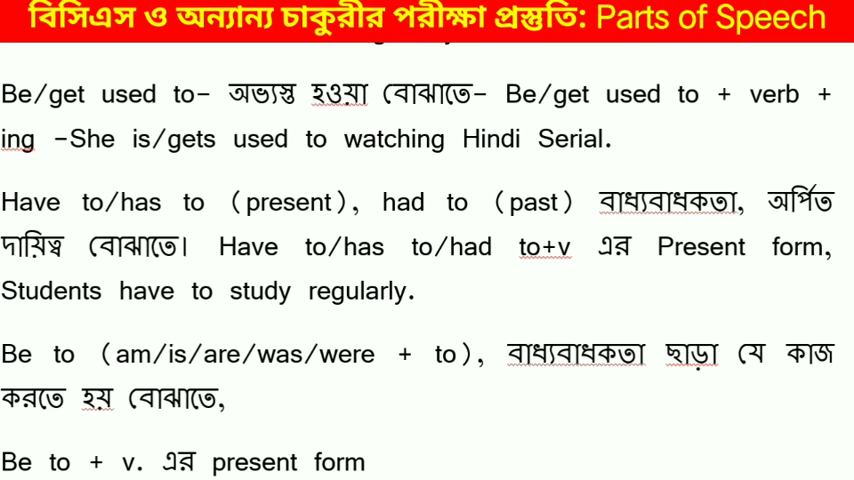 বিসিএস ও অন্যান্য চাকুরীর পরীক্ষা প্রস্তুতি: Parts of Speech
Be/get used to– অভ্যস্ত হওয়া বোঝাতে– Be/get used to + verb +
ing –She is/gets used to watching Hindi Serial.
Have to/has to (present), had to (past) বাধ্যবাধকতা, অর্পিত
দায়িত্ব বোঝাতে। Have to/has to/had to+v এর Present form,
Students have to study regularly.
Be to (am/is/are/was/were + to), বাধ্যবাধকতা ছাড়া যে কাজ
করতে হয় বোঝাতে,
Be to + v. এর present form